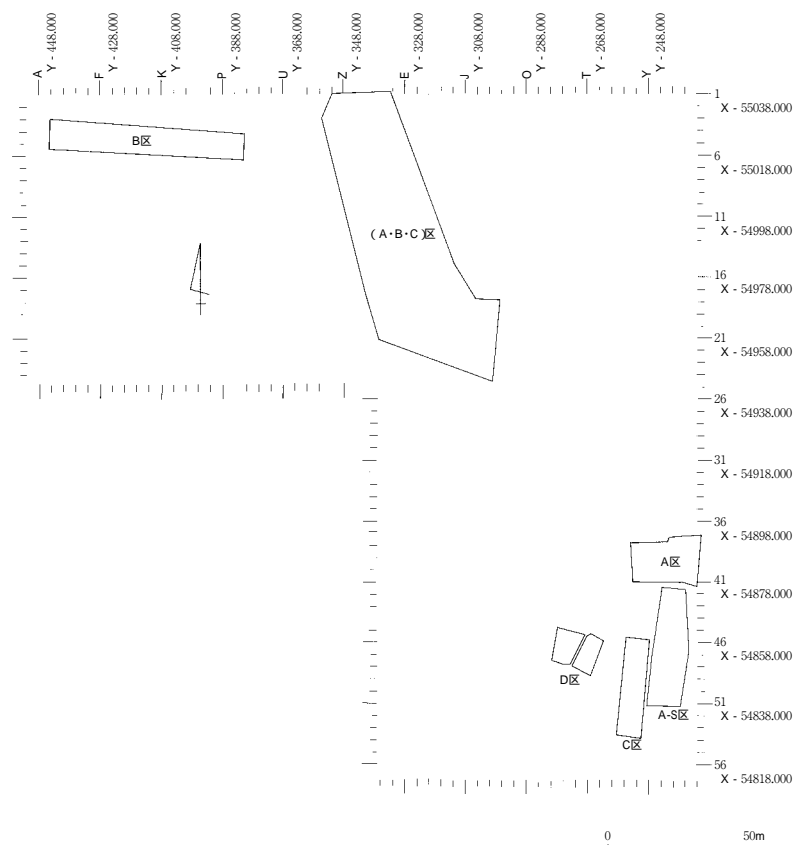 A
Y - 448.000
F
Y - 428.000
K
Y - 408.000
P
Y - 388.000
U
Y - 368.000
Z
Y - 348.000
E
Y - 328.000
J
Y - 308.000
O
Y - 288.000
T
Y - 268.000
Y
Y - 248.000
1
X - 55038.000
B区
6
X - 55018.000
11
X - 54998.000
(A・B・C)区
16
X - 54978.000
21
X - 54958.000
26
X - 54938.000
31
X - 54918.000
36
X - 54898.000
A区
41
X - 54878.000
46
X - 54858.000
D区
51
X - 54838.000
A-S区
C区
56
X - 54818.000
0 50m